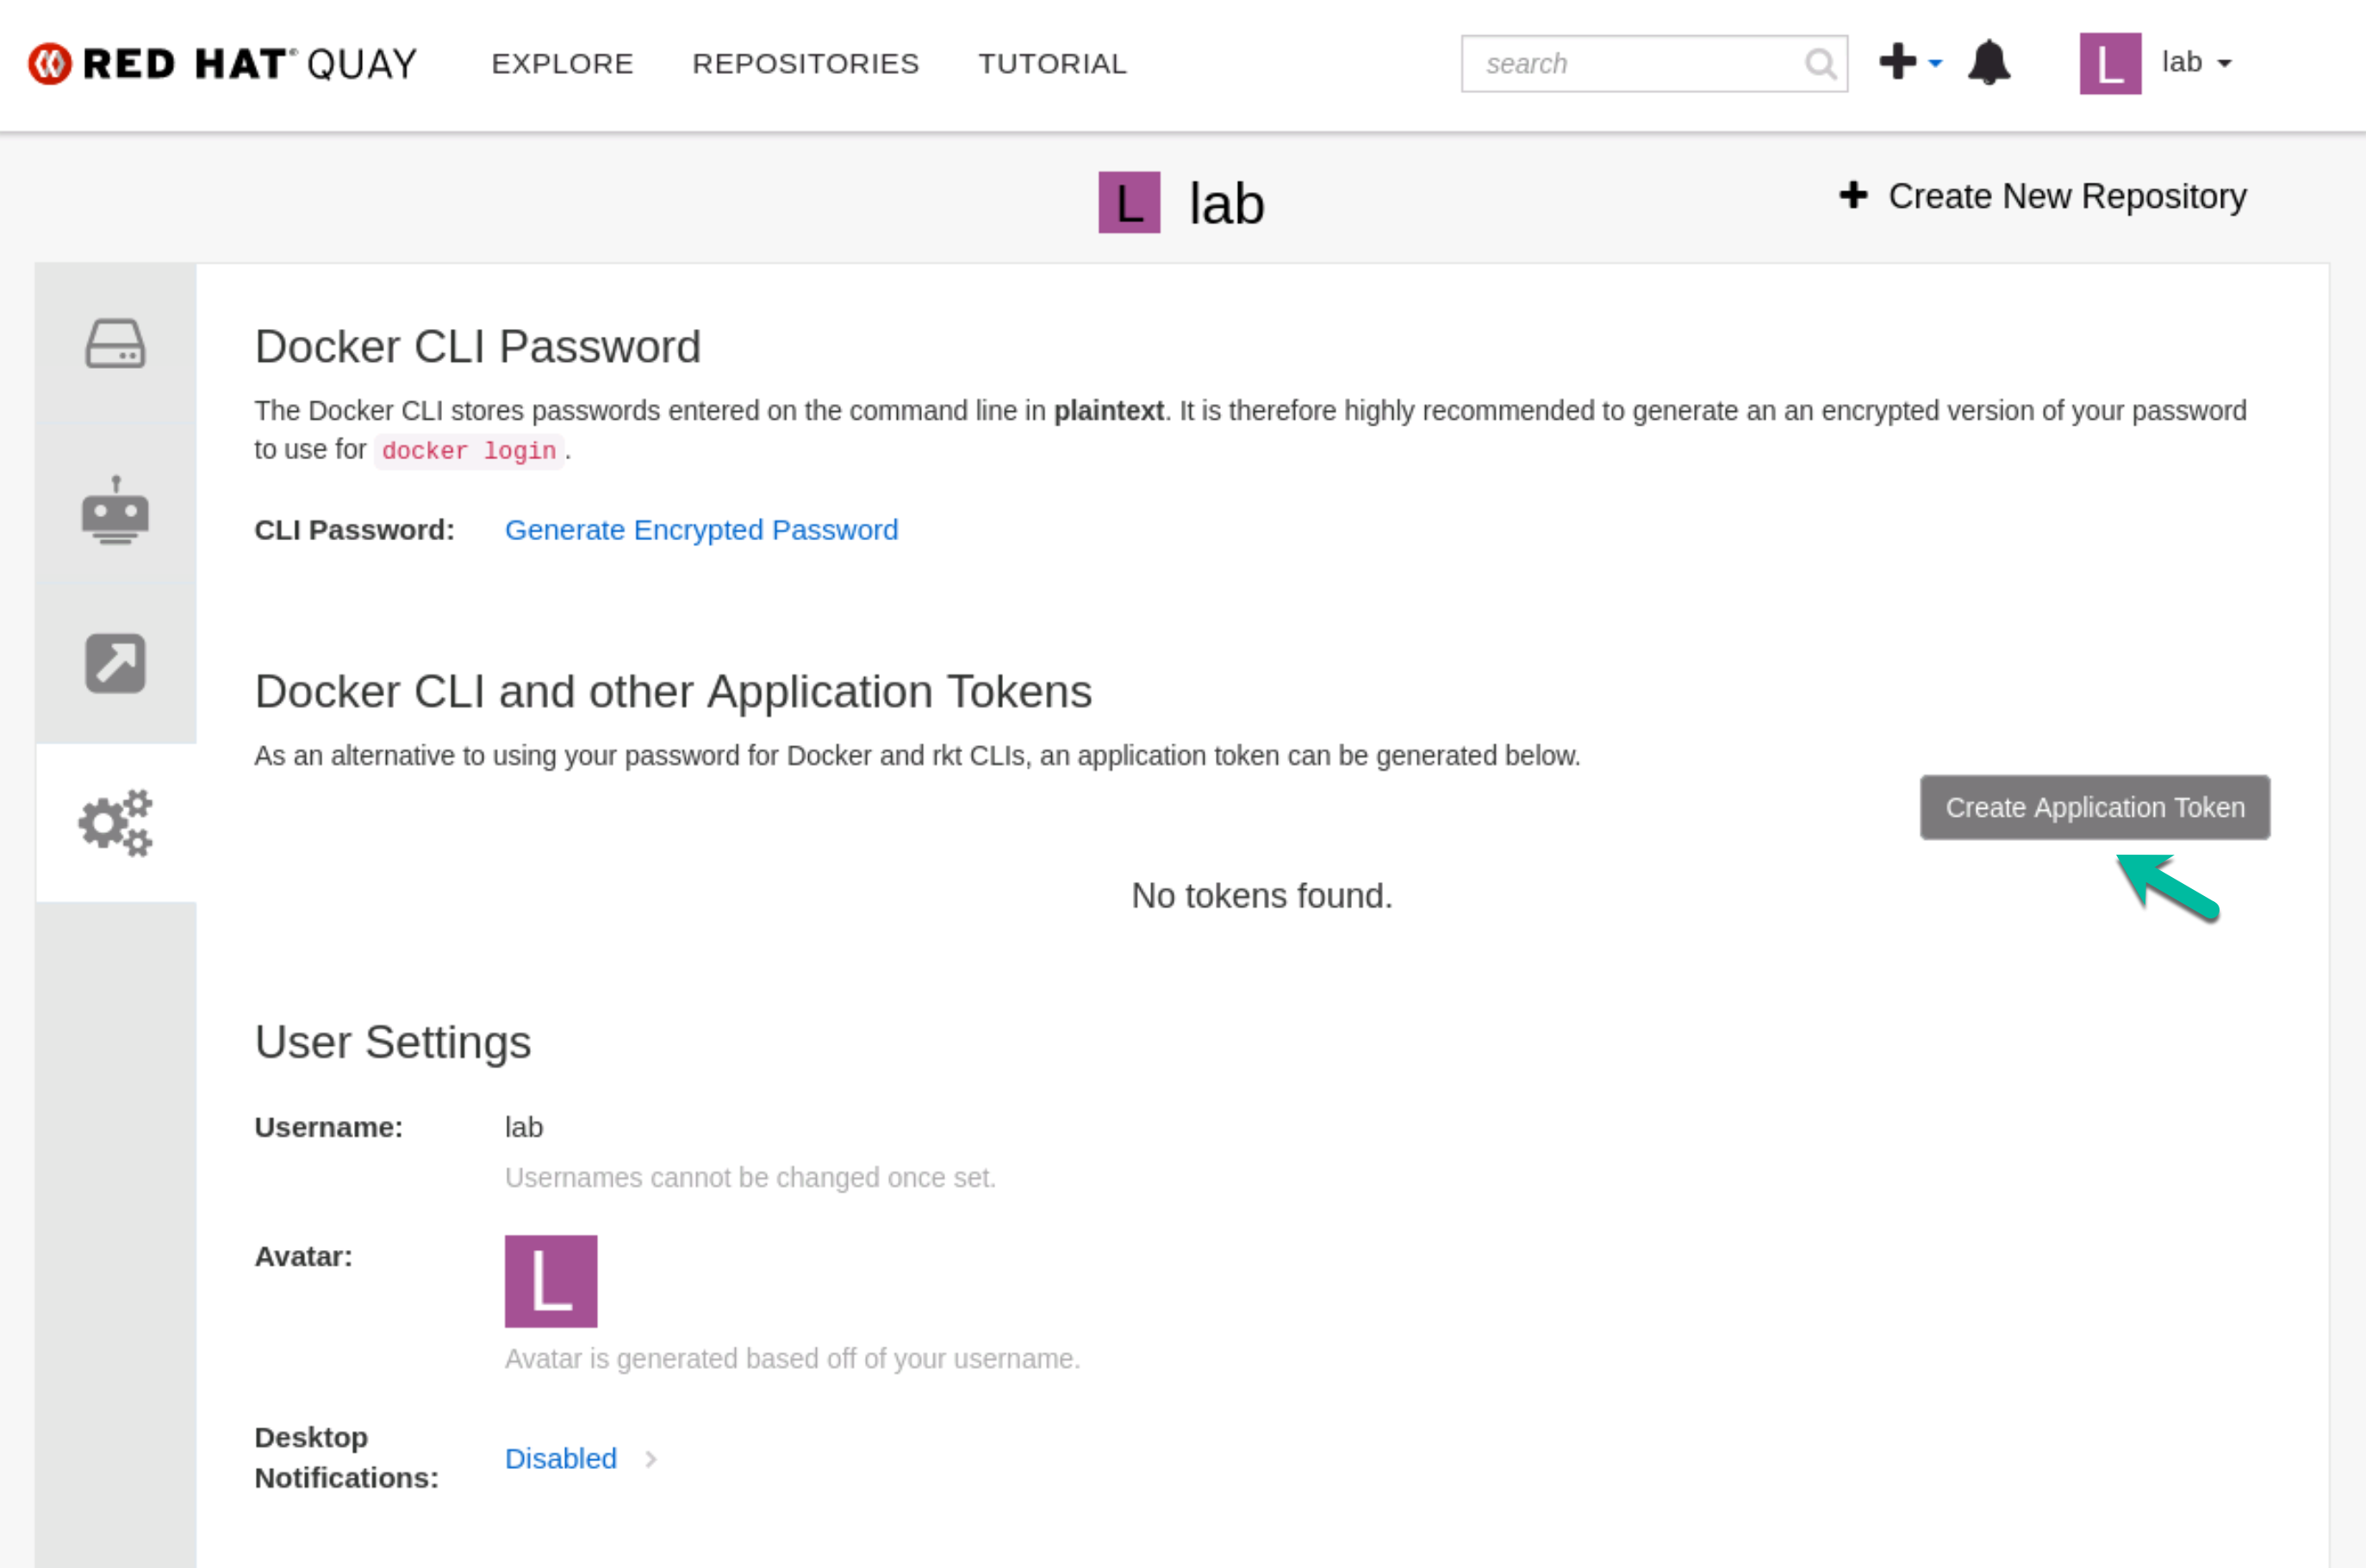 RED HAT® QUAY EXPLORE REPOSITORIES TUTORIAL search L lab
L lab Create New Repository
Docker CLI Password
The Docker CLI stores passwords entered on the command line in plaintext. It is therefore highly recommended to generate an an encrypted version of your password
to use for docker login.
CLI Password: Generate Encrypted Password
Docker CLI and other Application Tokens
As an alternative to using your password for Docker and rkt CLIs, an application token can be generated below.
Create Application Token
No tokens found.
User Settings
Username: lab
Usernames cannot be changed once set.
Avatar: L
Avatar is generated based off of your username.
Desktop
Notifications: Disabled